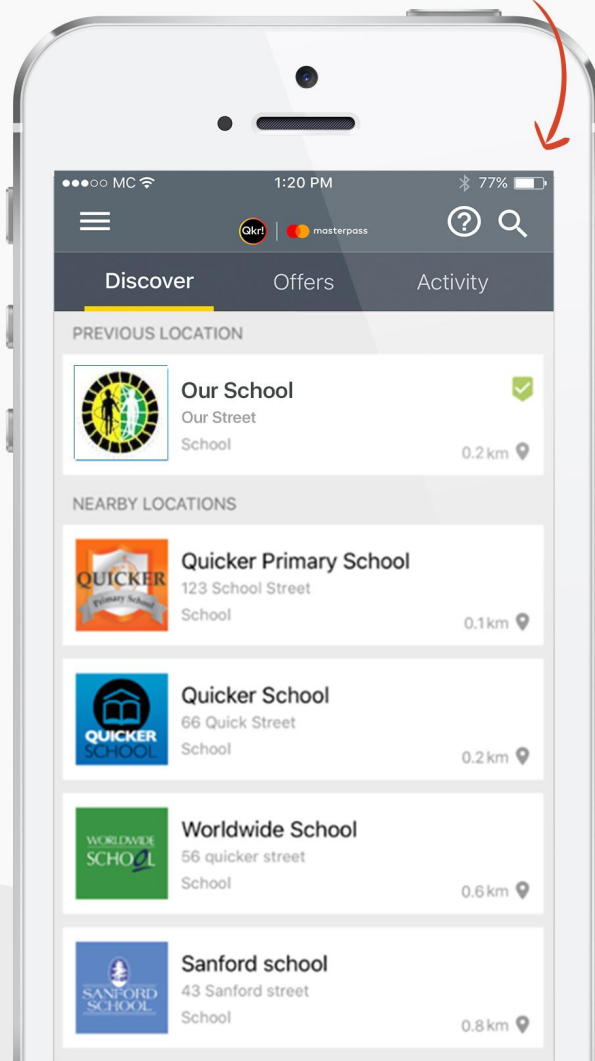 MC
1:20 PM
77%
Qkr! | masterpass
Discover
Offers
Activity
PREVIOUS LOCATION
Our School
Our Street
School
0.2 km
NEARBY LOCATIONS
QUICKER
Primary School
Quicker Primary School
123 School Street
School
0.1 km
QUICKER
SCHOOL
Quicker School
66 Quick Street
School
0.2 km
WORLDWIDE
SCHOOL
Worldwide School
56 quicker street
School
0.6 km
SANFORD
SCHOOL
Sanford school
43 Sanford street
School
0.8 km